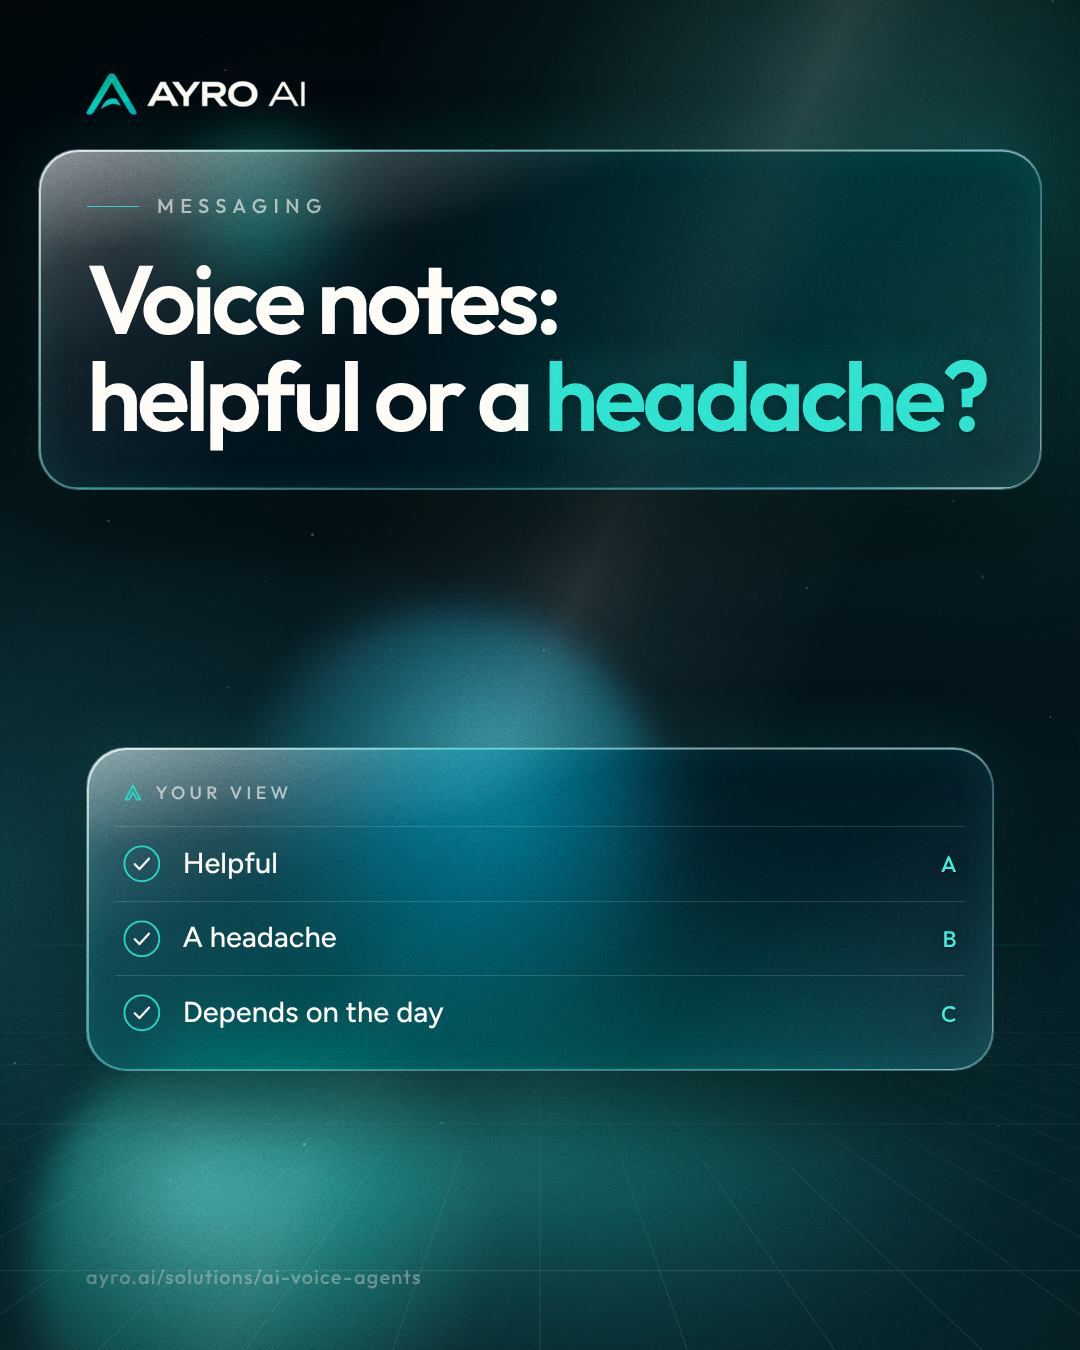 AYRO AI
MESSAGING
Voice notes:
helpful or a headache?
YOUR VIEW
Helpful A
A headache B
Depends on the day C
ayro.ai/solutions/ai-voice-agents